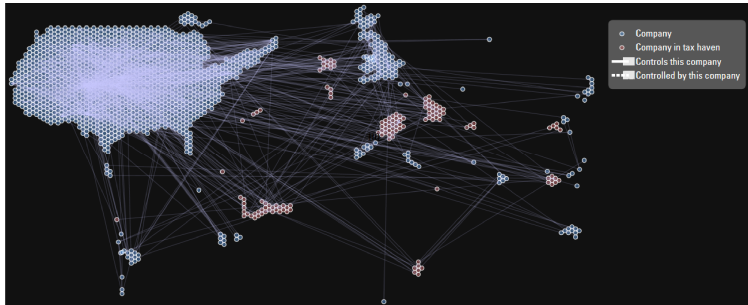 Company
Company in tax haven
Controls this company
Controlled by this company